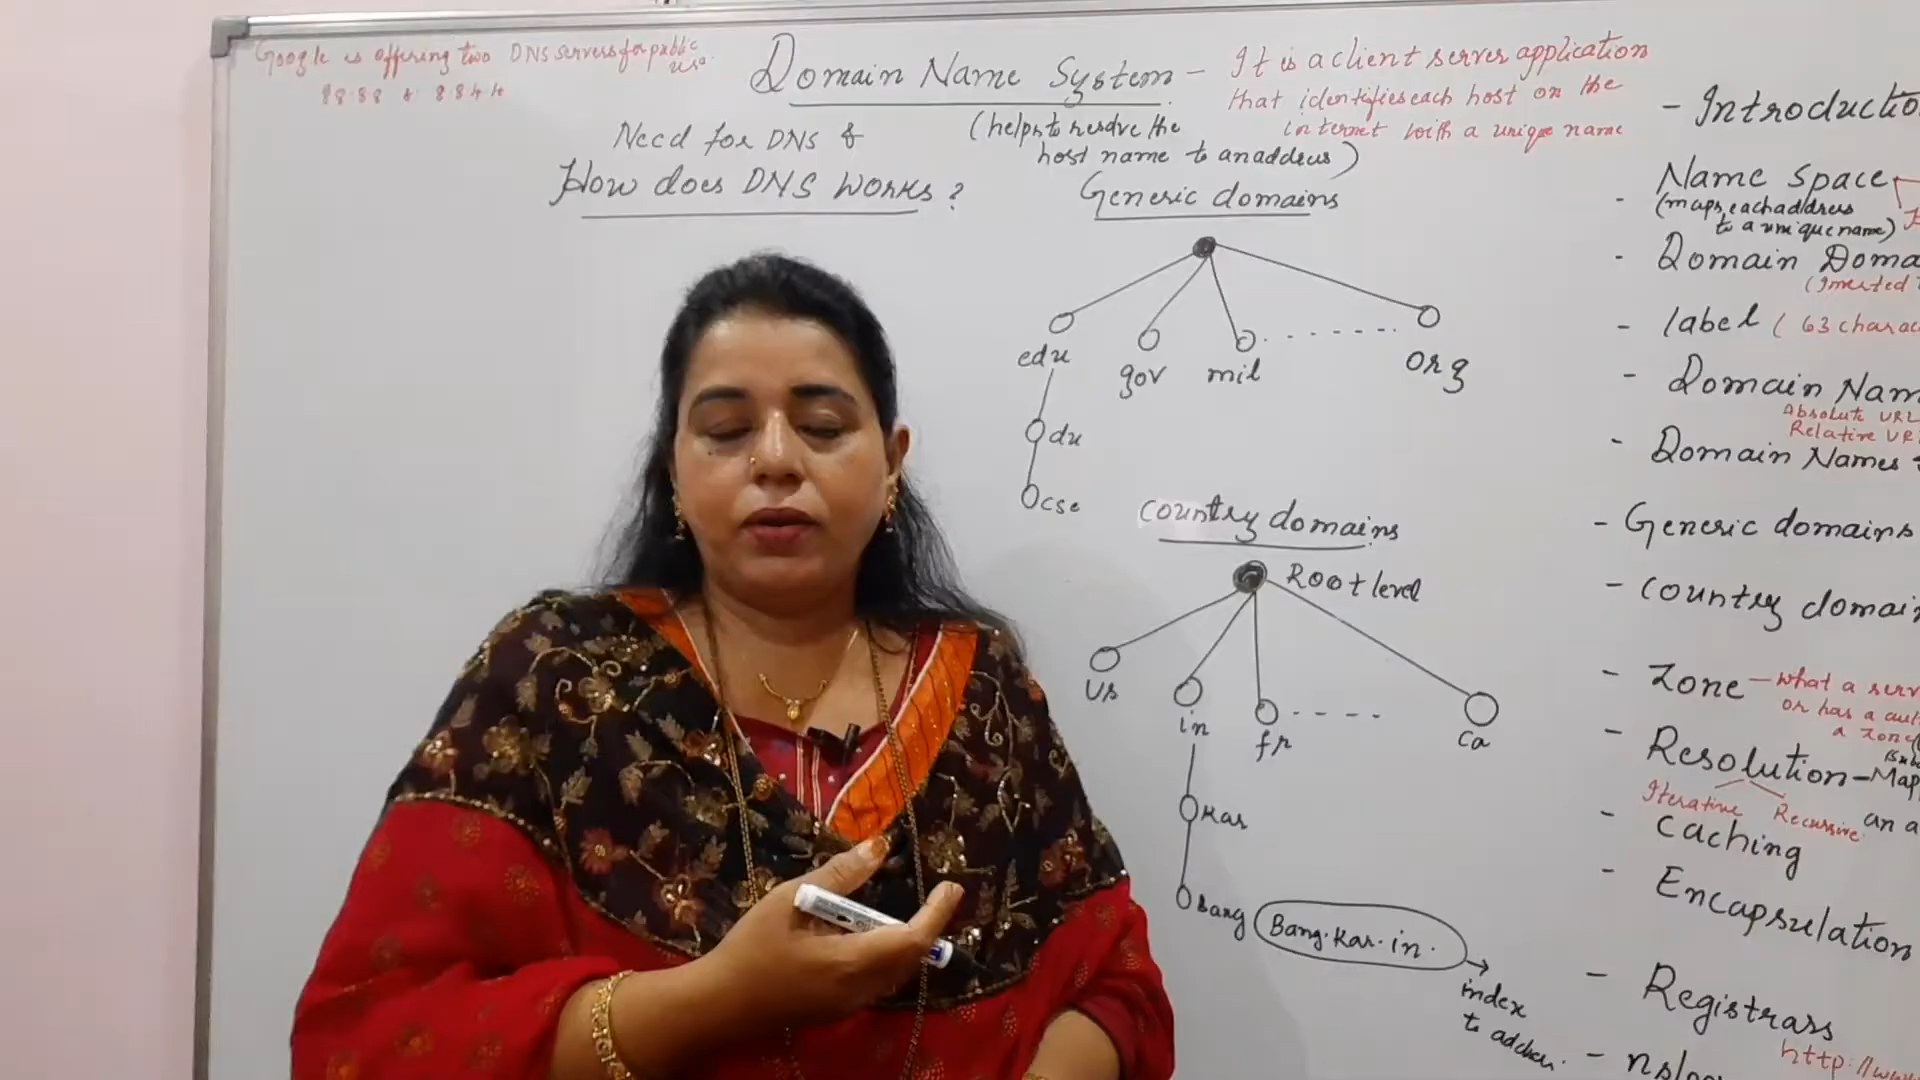 Google is offering two DNS servers for public
use.
8.8.8.8 & 8.8.4.4
Domain Name System -
(helps to resolve the
host name to an address)
It is a client server application
that identifies each host on the
internet with a unique name
Need for DNS &
How does DNS Works?
Generic domains
edu
gov
mil
org
du
cse
Country domains
Root level
us
in
fr
ca
Kar
Bang
Bang.Kar.in.
index
to address.
- Introductio
- Name Space
(maps each address
to a unique name)
- Domain Doma
(Inverted
- label ( 63 charac
- Domain Nam
Absolute URL
Relative UR
- Domain Names
- Generic domains
- Country domain
- Zone - what a serv
or has a
a zone
- Resolution - Map
Iterative Recursive
an a
- Caching
- Encapsulation
- Registrars
http://ww
- nsloo